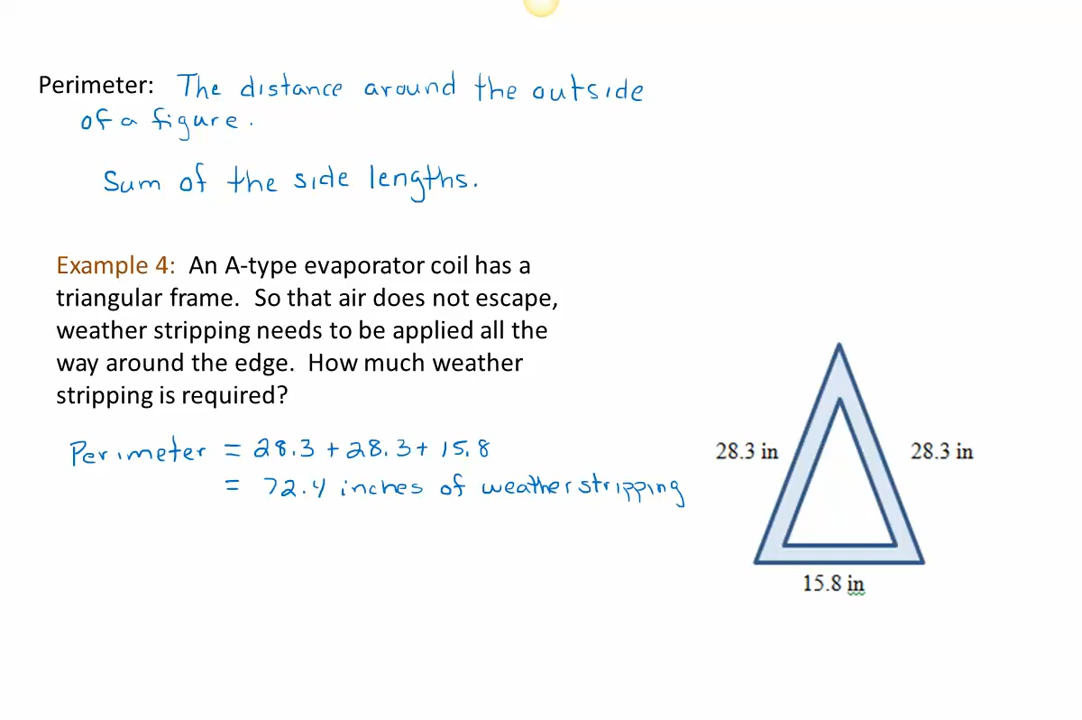 Perimeter: The distance around the outside
of a figure.
Sum of the side lengths.
Example 4: An A-type evaporator coil has a
triangular frame. So that air does not escape,
weather stripping needs to be applied all the
way around the edge. How much weather
stripping is required?
Perimeter = 28.3 + 28.3 + 15.8
= 72.4 inches of weatherstripping
28.3 in
28.3 in
15.8 in